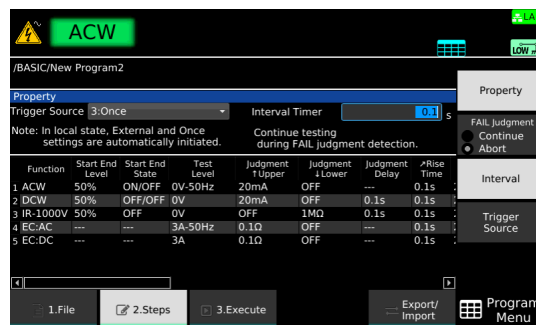 ACW
LA
LOW
/BASIC/New Program2
Property
Property
Trigger Source 3:Once Interval Timer 0.1 s
Note: In local state, External and Once
settings are automatically initiated.
Continue testing
during FAIL judgment detection.
FAIL Judgment
Continue
Abort
Interval
Trigger
Source
Function Start End Level Start End State Test Level Judgment ↑Upper Judgment ↓Lower Judgment Delay ↗Rise Time
1 ACW 50% ON/OFF 0V-50Hz 20mA OFF --- 0.1s
2 DCW 50% OFF/OFF 0V 20mA OFF 0.1s 0.1s
3 IR-1000V 50% OFF 0V OFF 1MΩ 0.1s 0.1s
4 EC:AC --- --- 3A-50Hz 0.1Ω OFF --- 0.1s
5 EC:DC --- --- 3A 0.1Ω OFF --- 0.1s
1.File 2.Steps 3.Execute Export/
Import
Program
Menu